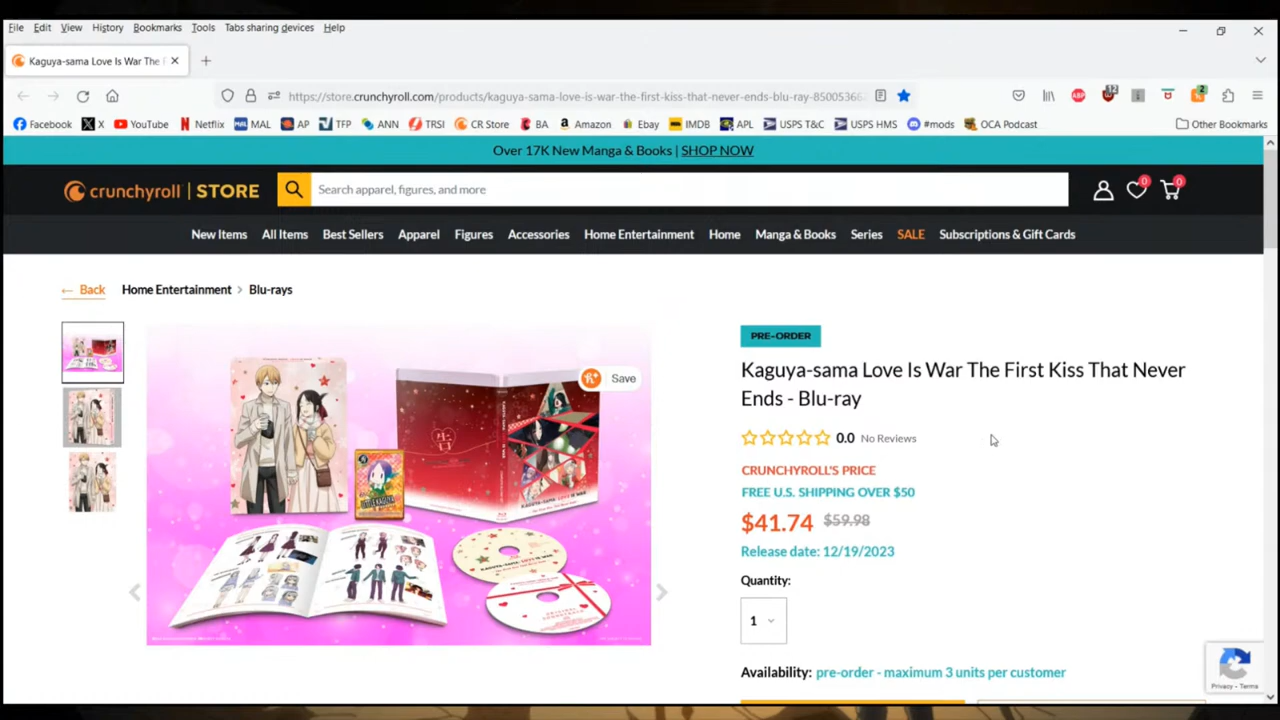 File Edit View History Bookmarks Tools Tabs sharing devices Help
Kaguya-sama Love Is War The
https://store.crunchyroll.com/products/kaguya-sama-love-is-war-the-first-kiss-that-never-ends-blu-ray-8500536
12
2
Facebook X YouTube Netflix MAL AP TFP ANN TRSI CR Store BA Amazon Ebay IMDB APL USPS T&C USPS HMS #mods OCA Podcast Other Bookmarks
Over 17K New Manga & Books | SHOP NOW
crunchyroll | STORE
Search apparel, figures, and more
0
0
New Items All Items Best Sellers Apparel Figures Accessories Home Entertainment Home Manga & Books Series SALE Subscriptions & Gift Cards
← Back Home Entertainment > Blu-rays
Save
PRE-ORDER
Kaguya-sama Love Is War The First Kiss That Never
Ends - Blu-ray
0.0 No Reviews
CRUNCHYROLL'S PRICE
FREE U.S. SHIPPING OVER $50
$41.74 $59.98
Release date: 12/19/2023
Quantity:
1
Availability: pre-order - maximum 3 units per customer
Privacy - Terms